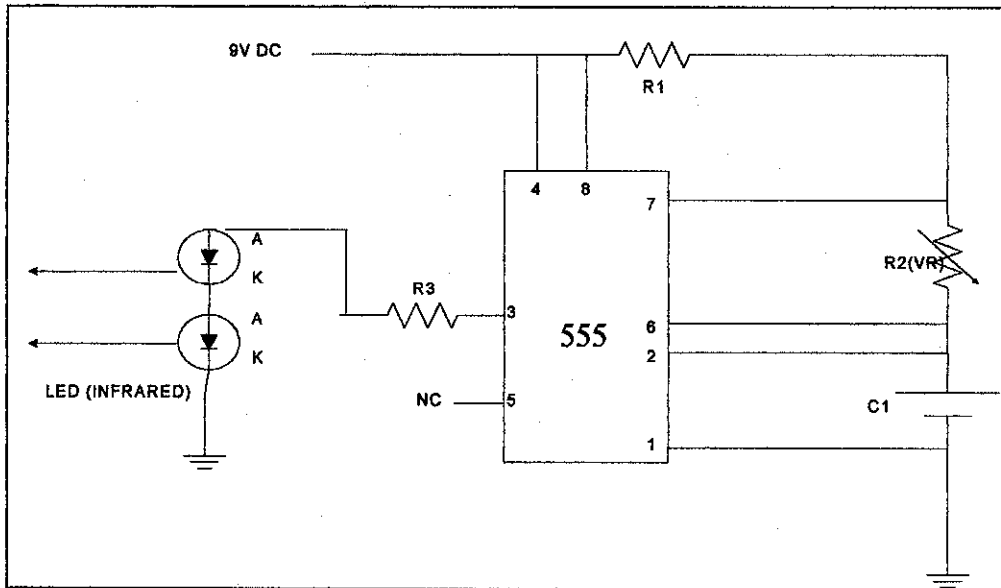 9V DC
R1
4 8
7
A
K
R2(VR)
R3
3
6
A
555
2
K
LED (INFRARED)
NC
5
C1
1